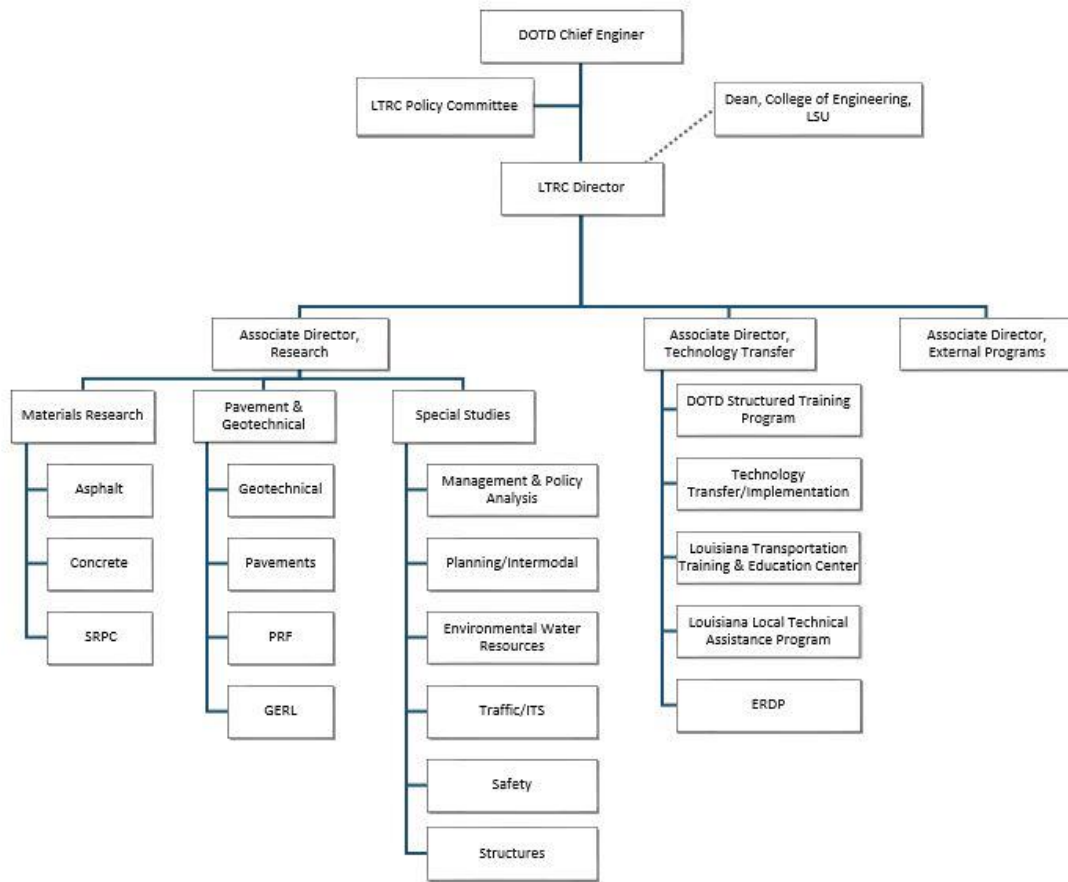 DOTD Chief Enginer
LTRC Policy Committee
Dean, College of Engineering,
LSU
LTRC Director
Associate Director,
Research
Associate Director,
Technology Transfer
Associate Director,
External Programs
Materials Research
Pavement &
Geotechnical
Special Studies
DOTD Structured Training
Program
Asphalt
Geotechnical
Management & Policy
Analysis
Technology
Transfer/Implementation
Concrete
Pavements
Planning/Intermodal
Louisiana Transportation
Training & Education Center
SRPC
PRF
Environmental Water
Resources
Louisiana Local Technical
Assistance Program
GERL
Traffic/ITS
ERDP
Safety
Structures